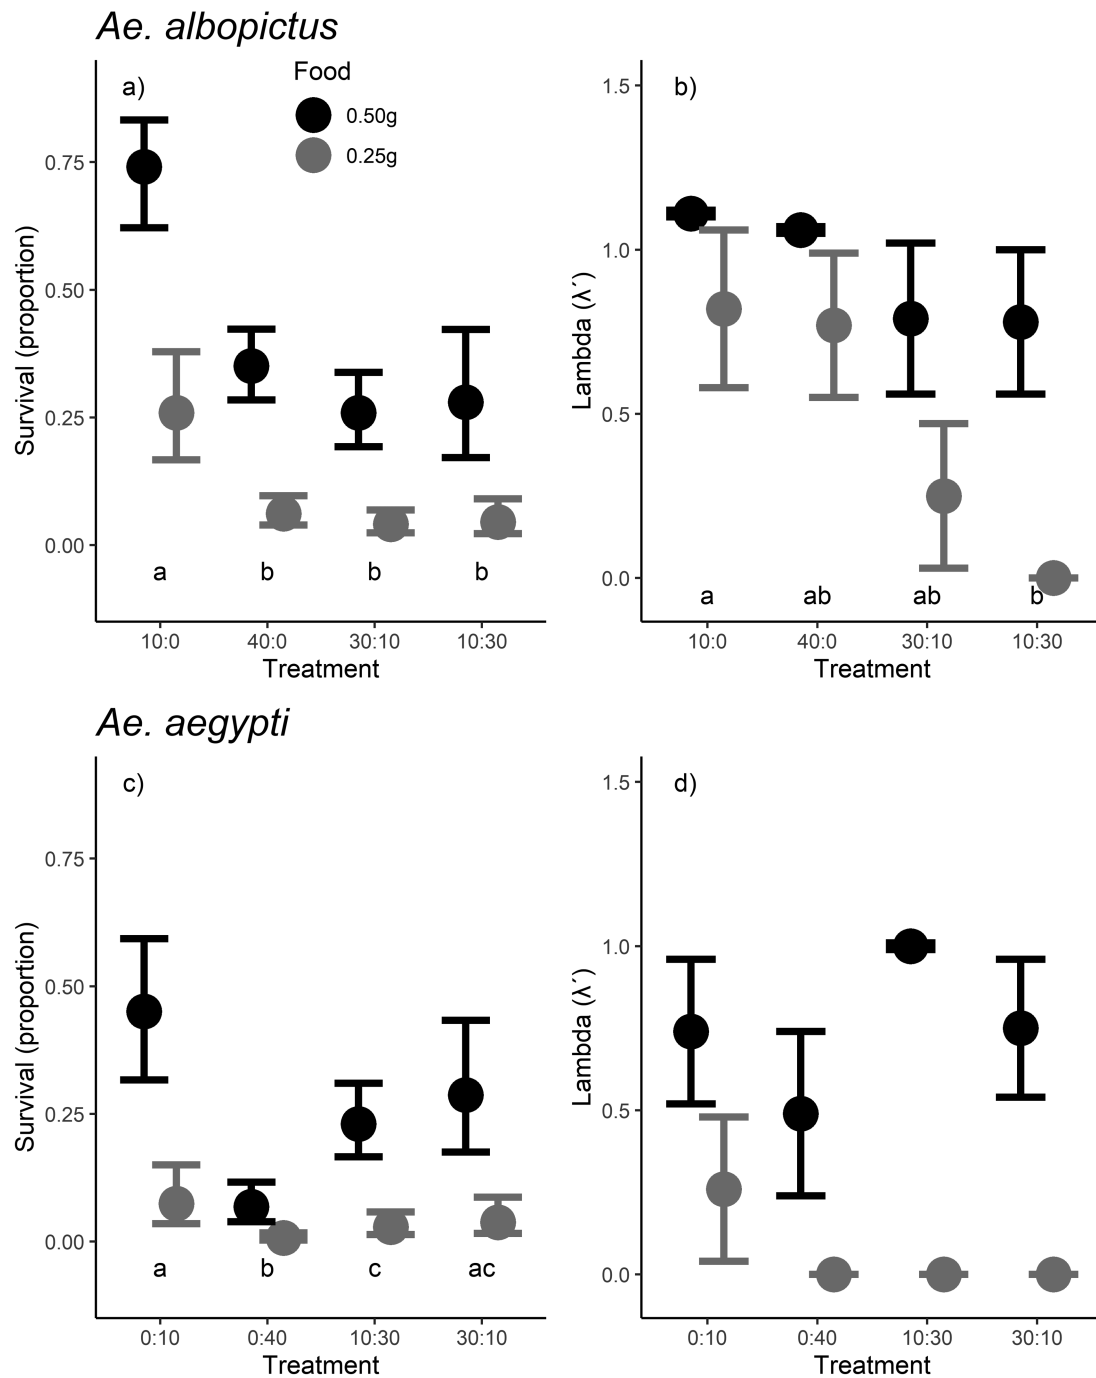 Ae. albopictus
a)
Food
0.50g
0.25g
Survival (proportion)
0.75
0.50
0.25
0.00
a b b b
10:0 40:0 30:10 10:30
Treatment
b)
Lambda (λ´)
1.5
1.0
0.5
0.0
a ab ab b
10:0 40:0 30:10 10:30
Treatment
Ae. aegypti
c)
Survival (proportion)
0.75
0.50
0.25
0.00
a b c ac
0:10 0:40 10:30 30:10
Treatment
d)
Lambda (λ´)
1.5
1.0
0.5
0.0
0:10 0:40 10:30 30:10
Treatment